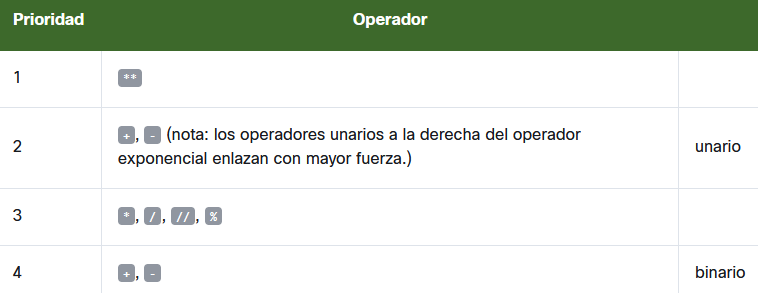 Prioridad Operador
1 **
2 +, - (nota: los operadores unarios a la derecha del operador
exponencial enlazan con mayor fuerza.) unario
3 *, /, //, %
4 +, - binario